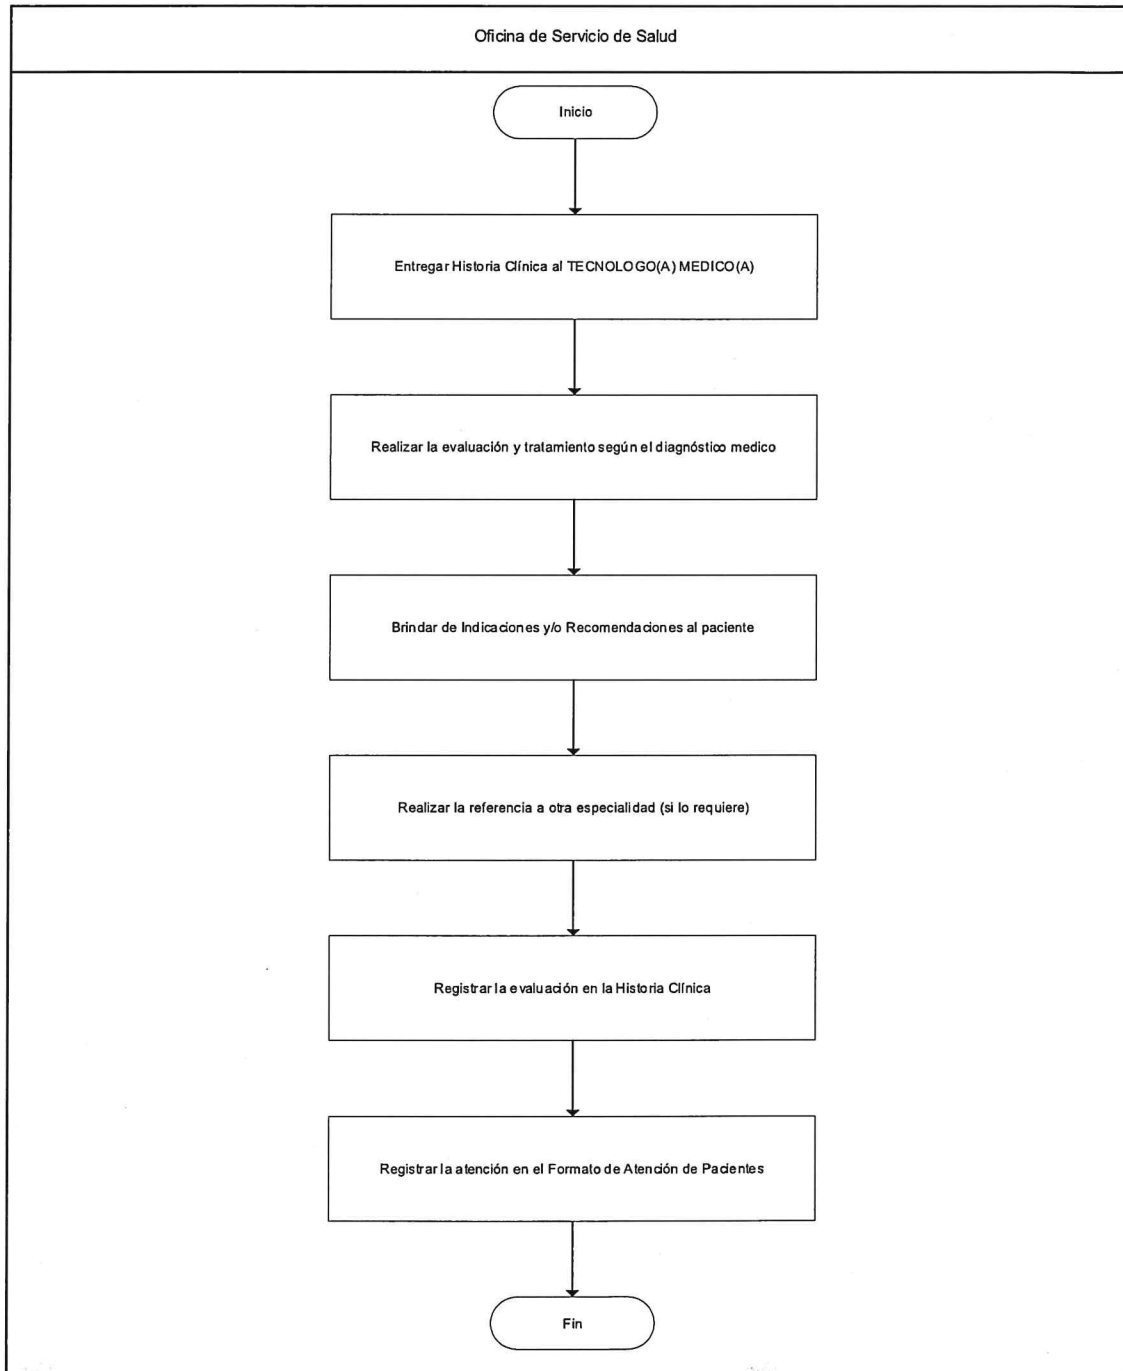 Oficina de Servicio de Salud
Inicio
Entregar Historia Clínica al TECNOLOGO(A) MEDICO(A)
Realizar la evaluación y tratamiento según el diagnóstico medico
Brindar de Indicaciones y/o Recomendaciones al paciente
Realizar la referencia a otra especialidad (si lo requiere)
Registrar la evaluación en la Historia Clínica
Registrar la atención en el Formato de Atención de Pacientes
Fin